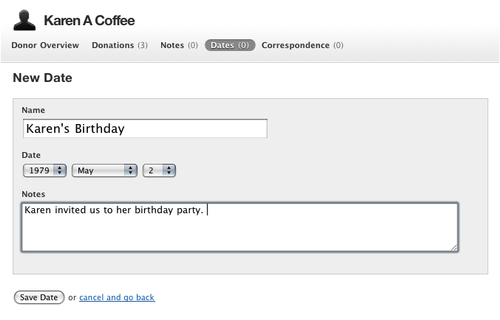 Karen A Coffee
Donor Overview Donations (3) Notes (0) Dates (0) Correspondence (0)
New Date
Name
Karen's Birthday
Date
1979 May 2
Notes
Karen invited us to her birthday party.
Save Date or cancel and go back